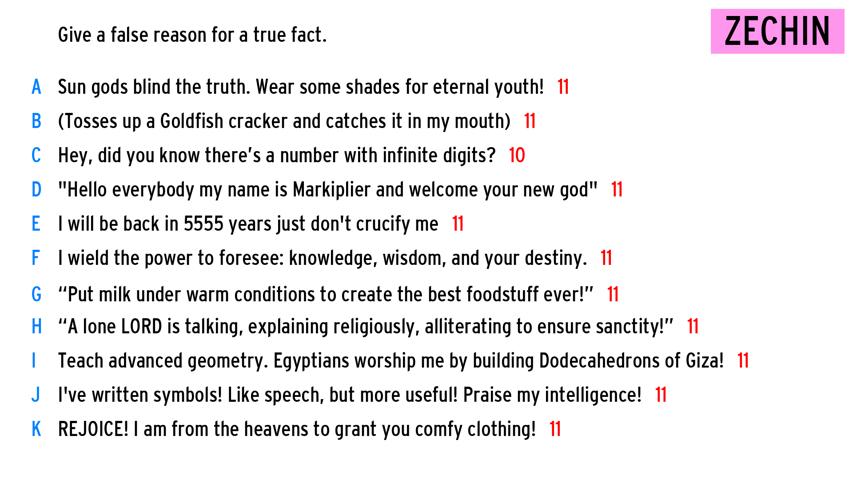 ZECHIN
Give a false reason for a true fact.
A Sun gods blind the truth. Wear some shades for eternal youth! 11
B (Tosses up a Goldfish cracker and catches it in my mouth) 11
C Hey, did you know there's a number with infinite digits? 10
D "Hello everybody my name is Markiplier and welcome your new god" 11
E I will be back in 5555 years just don't crucify me 11
F I wield the power to foresee: knowledge, wisdom, and your destiny. 11
G “Put milk under warm conditions to create the best foodstuff ever!” 11
H “A lone LORD is talking, explaining religiously, alliterating to ensure sanctity!” 11
I Teach advanced geometry. Egyptians worship me by building Dodecahedrons of Giza! 11
J I've written symbols! Like speech, but more useful! Praise my intelligence! 11
K REJOICE! I am from the heavens to grant you comfy clothing! 11